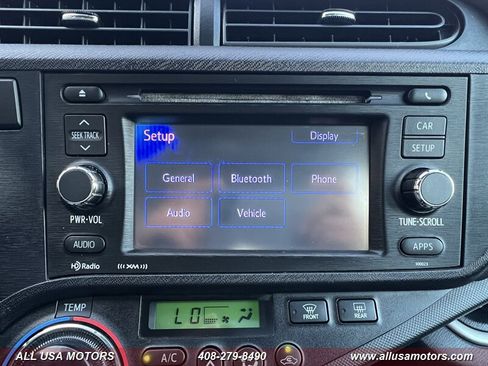 SEEK TRACK
CAR
SETUP
Setup
Display
General
Bluetooth
Phone
Audio
Vehicle
PWR•VOL
TUNE•SCROLL
AUDIO
APPS
HD Radio
((XM))
100023
TEMP
LO
FRONT
REAR
A/C
ALL USA MOTORS
408-279-8490
www.allusamotors.com